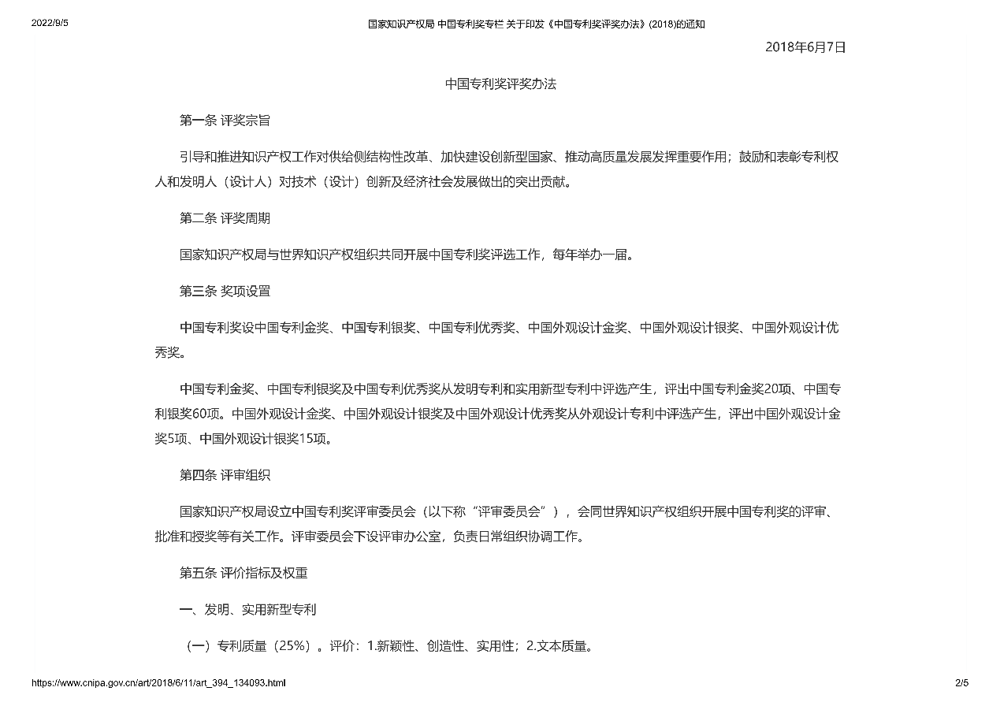 2022/9/5
国家知识产权局 中国专利奖专栏 关于印发《中国专利奖评奖办法》(2018)的通知
2018年6月7日
中国专利奖评奖办法
第一条 评奖宗旨
引导和推进知识产权工作对供给侧结构性改革、加快建设创新型国家、推动高质量发展发挥重要作用；鼓励和表彰专利权
人和发明人（设计人）对技术（设计）创新及经济社会发展做出的突出贡献。
第二条 评奖周期
国家知识产权局与世界知识产权组织共同开展中国专利奖评选工作，每年举办一届。
第三条 奖项设置
中国专利奖设中国专利金奖、中国专利银奖、中国专利优秀奖、中国外观设计金奖、中国外观设计银奖、中国外观设计优
秀奖。
中国专利金奖、中国专利银奖及中国专利优秀奖从发明专利和实用新型专利中评选产生，评出中国专利金奖20项、中国专
利银奖60项。中国外观设计金奖、中国外观设计银奖及中国外观设计优秀奖从外观设计专利中评选产生，评出中国外观设计金
奖5项、中国外观设计银奖15项。
第四条 评审组织
国家知识产权局设立中国专利奖评审委员会（以下称“评审委员会”），会同世界知识产权组织开展中国专利奖的评审、
批准和授奖等有关工作。评审委员会下设评审办公室，负责日常组织协调工作。
第五条 评价指标及权重
一、发明、实用新型专利
（一）专利质量（25%）。评价：1.新颖性、创造性、实用性；2.文本质量。
https://www.cnipa.gov.cn/art/2018/6/11/art_394_134093.html
2/5